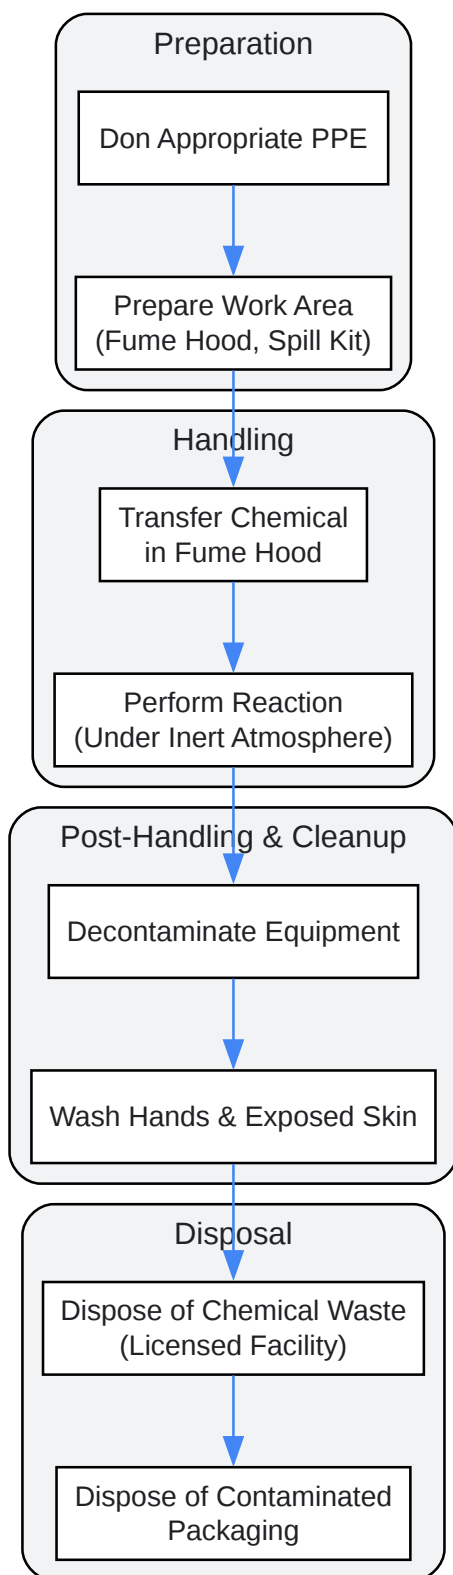 Preparation
Don Appropriate PPE
Prepare Work Area
(Fume Hood, Spill Kit)
Handling
Transfer Chemical
in Fume Hood
Perform Reaction
(Under Inert Atmosphere)
Post-Handling & Cleanup
Decontaminate Equipment
Wash Hands & Exposed Skin
Disposal
Dispose of Chemical Waste
(Licensed Facility)
Dispose of Contaminated
Packaging